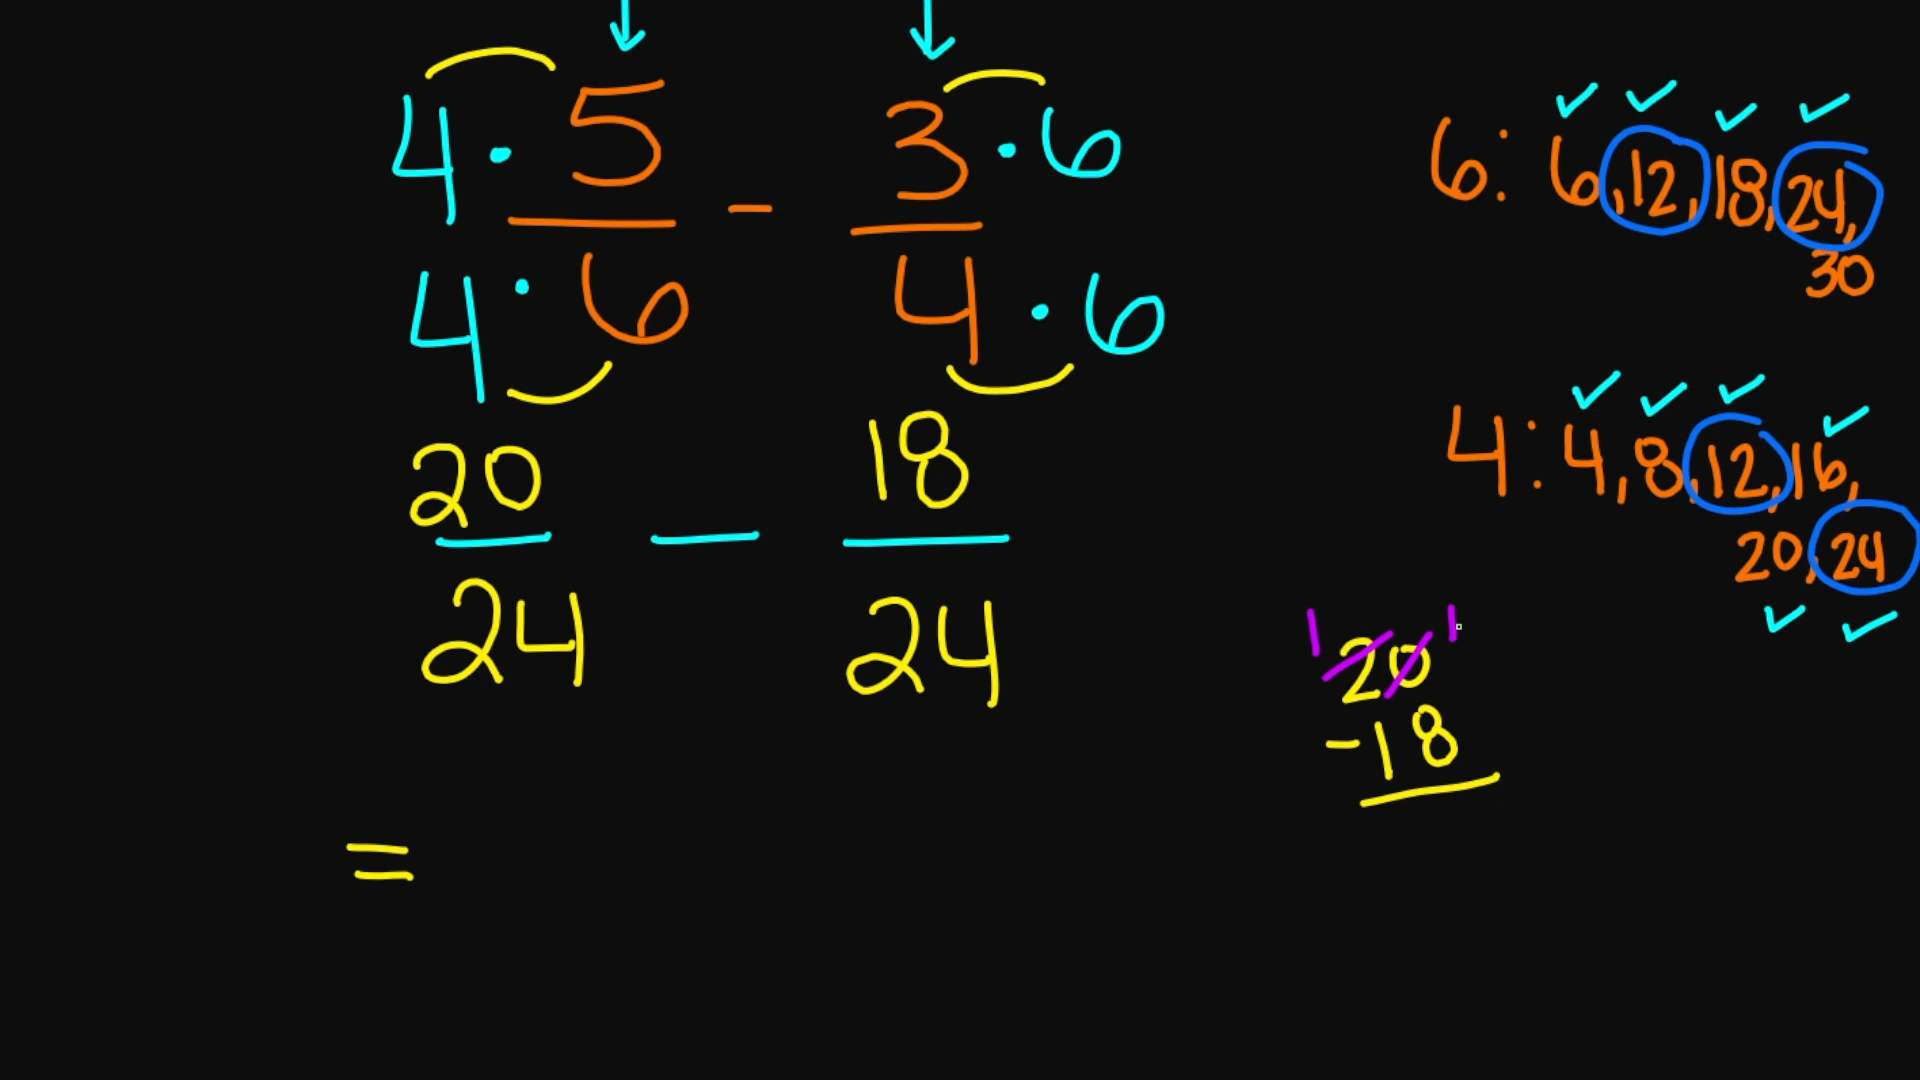 4 · 5 - 3 · 6
4 · 6 4 · 6
20 — 18
24 24
=
6: 6, 12, 18, 24,
30
4: 4, 8, 12, 16,
20, 24
1 1
20
-18